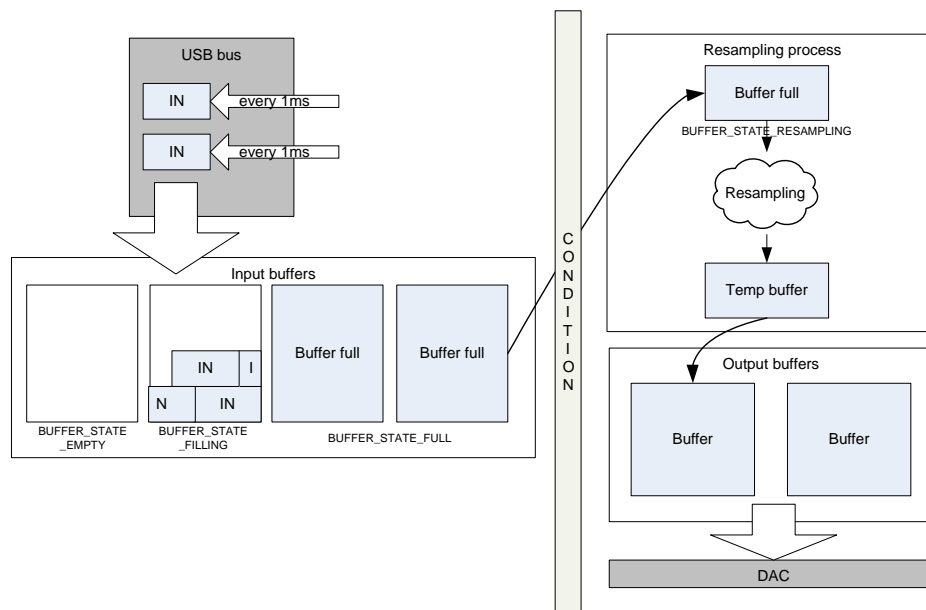 USB bus
IN
every 1ms
IN
every 1ms
Input buffers
IN
I
N
IN
Buffer full
Buffer full
BUFFER_STATE
_EMPTY
BUFFER_STATE
_FILLING
BUFFER_STATE_FULL
C
O
N
D
I
T
I
O
N
Resampling process
Buffer full
BUFFER_STATE_RESAMPLING
Resampling
Temp buffer
Output buffers
Buffer
Buffer
DAC